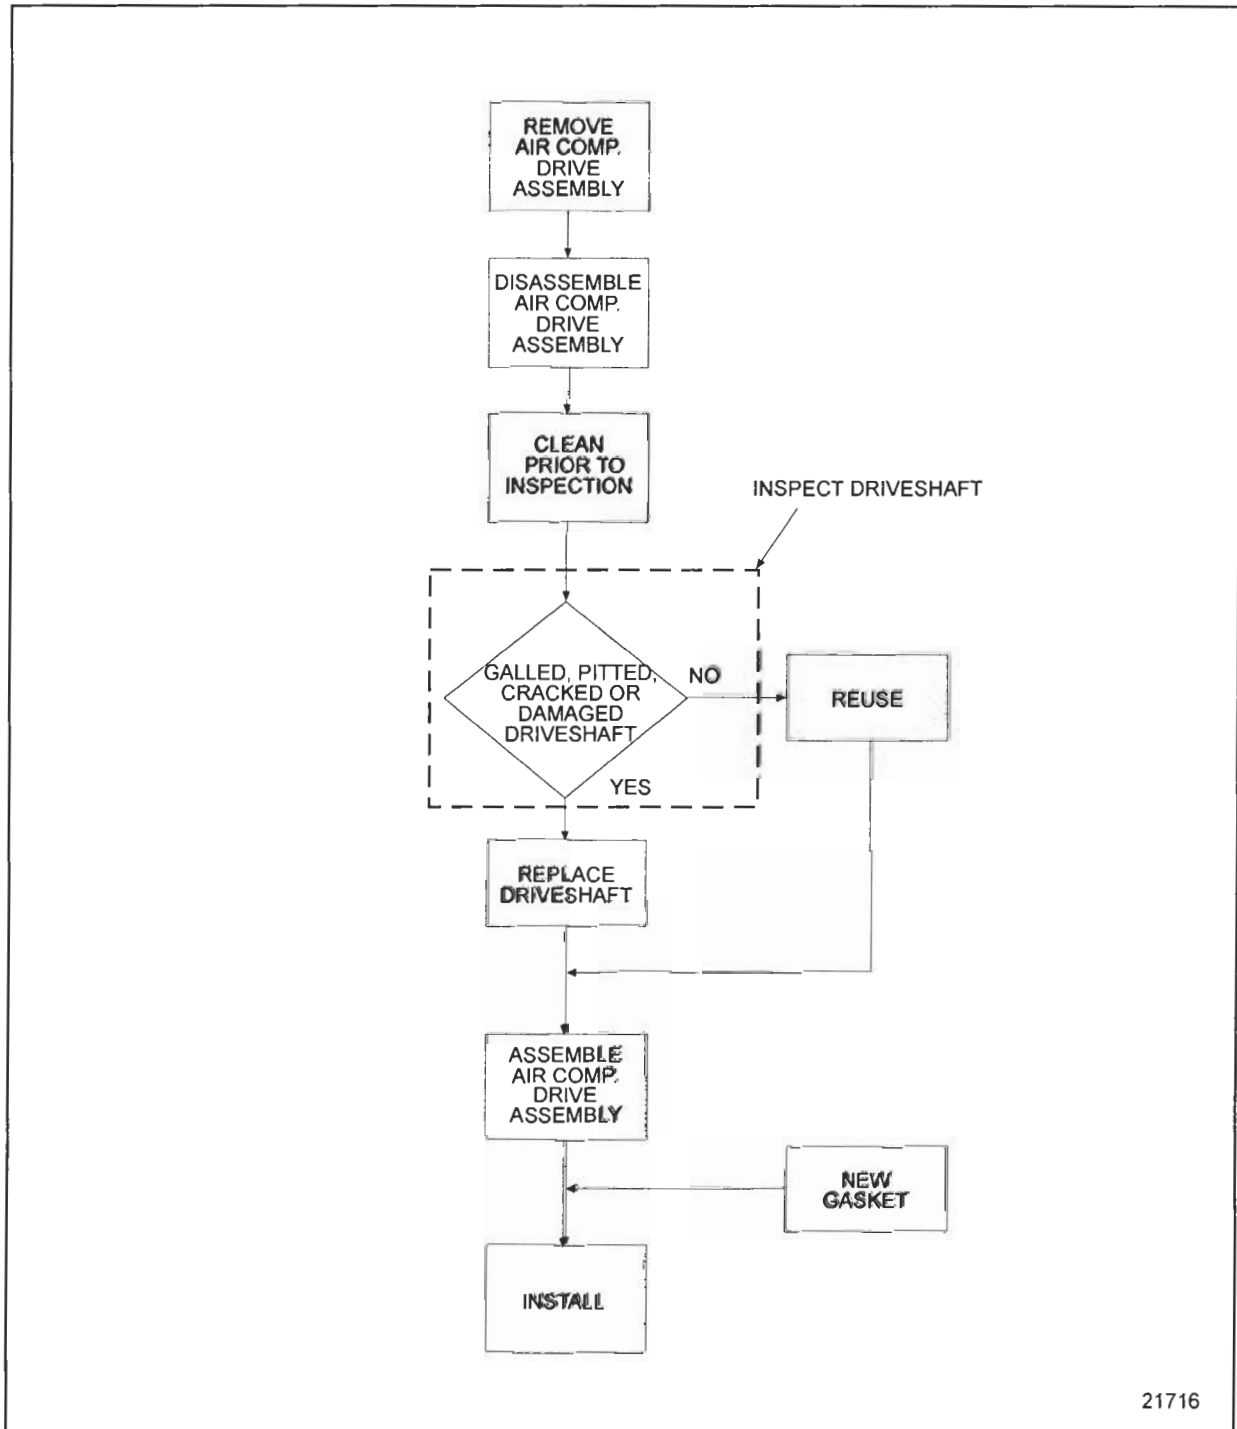 REMOVE
AIR COMP.
DRIVE
ASSEMBLY
DISASSEMBLE
AIR COMP.
DRIVE
ASSEMBLY
CLEAN
PRIOR TO
INSPECTION
INSPECT DRIVESHAFT
GALLED, PITTED,
CRACKED OR
DAMAGED
DRIVESHAFT
NO
REUSE
YES
REPLACE
DRIVESHAFT
ASSEMBLE
AIR COMP.
DRIVE
ASSEMBLY
NEW
GASKET
INSTALL
21716